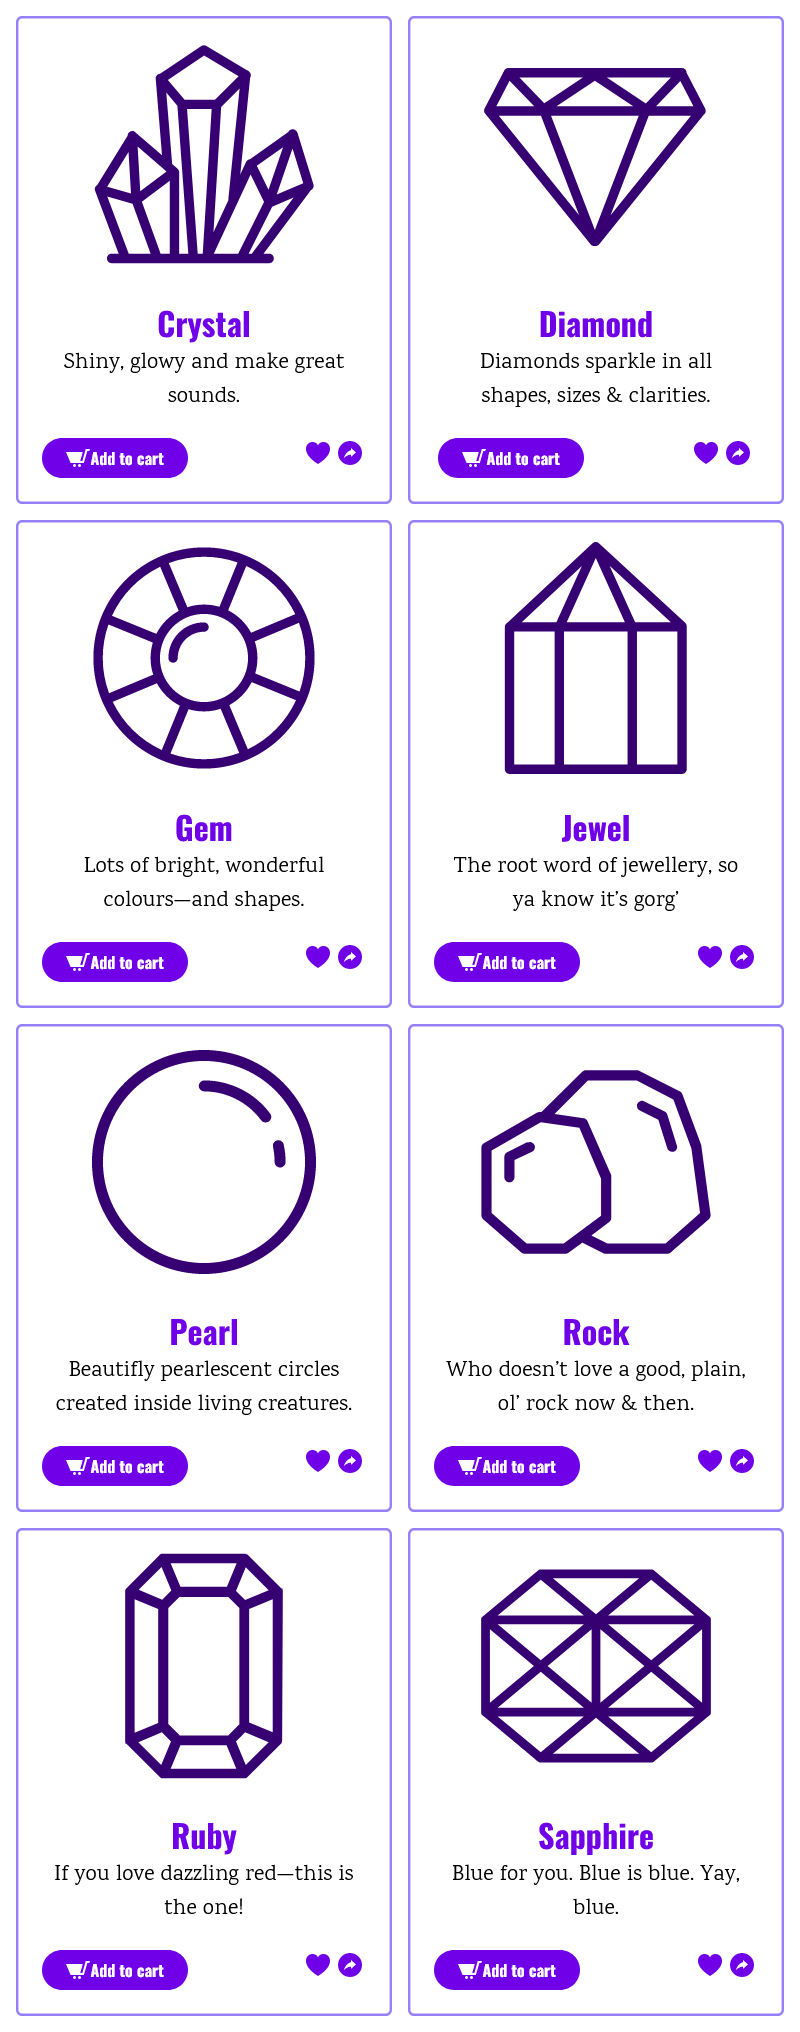 Crystal
Shiny, glowy and make great
sounds.
Add to cart
Diamond
Diamonds sparkle in all
shapes, sizes & clarities.
Add to cart
Gem
Lots of bright, wonderful
colours—and shapes.
Add to cart
Jewel
The root word of jewellery, so
ya know it’s gorg’
Add to cart
Pearl
Beautifly pearlescent circles
created inside living creatures.
Add to cart
Rock
Who doesn’t love a good, plain,
ol’ rock now & then.
Add to cart
Ruby
If you love dazzling red—this is
the one!
Add to cart
Sapphire
Blue for you. Blue is blue. Yay,
blue.
Add to cart